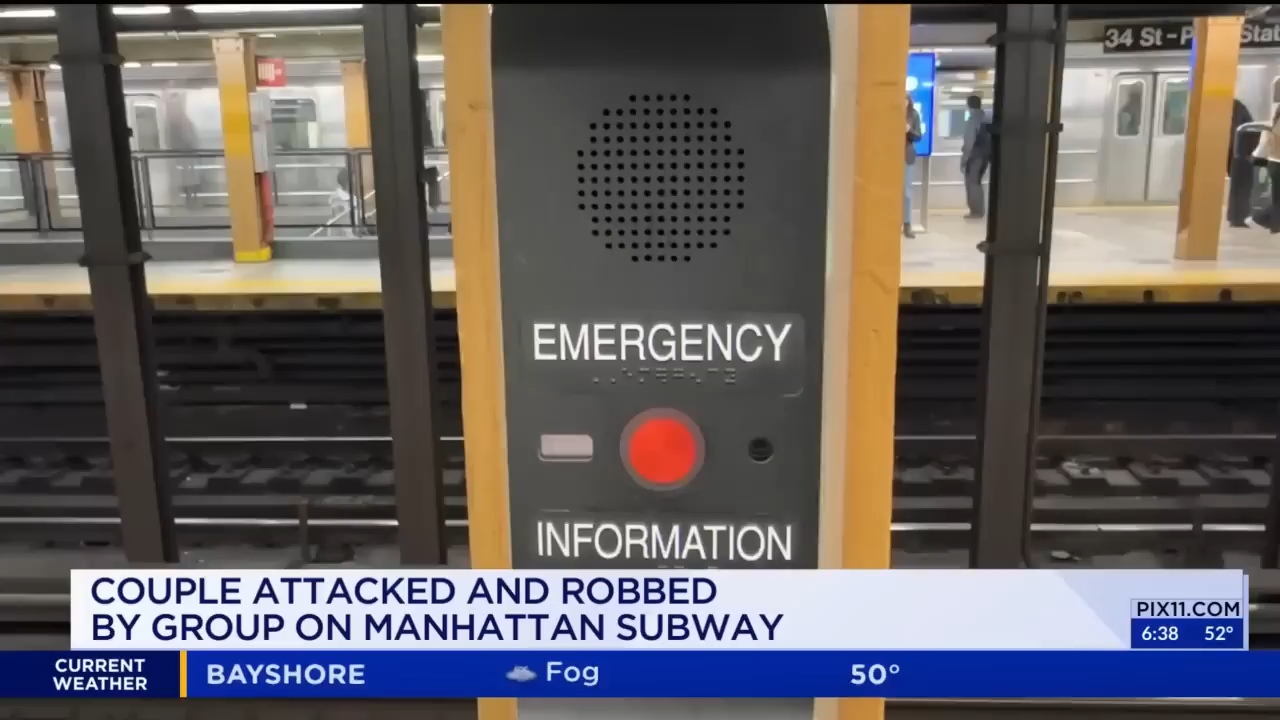 34 St-P
Stat
EMERGENCY
INFORMATION
COUPLE ATTACKED AND ROBBED
BY GROUP ON MANHATTAN SUBWAY
PIX11.COM
6:38 52°
CURRENT
WEATHER
BAYSHORE Fog 50°